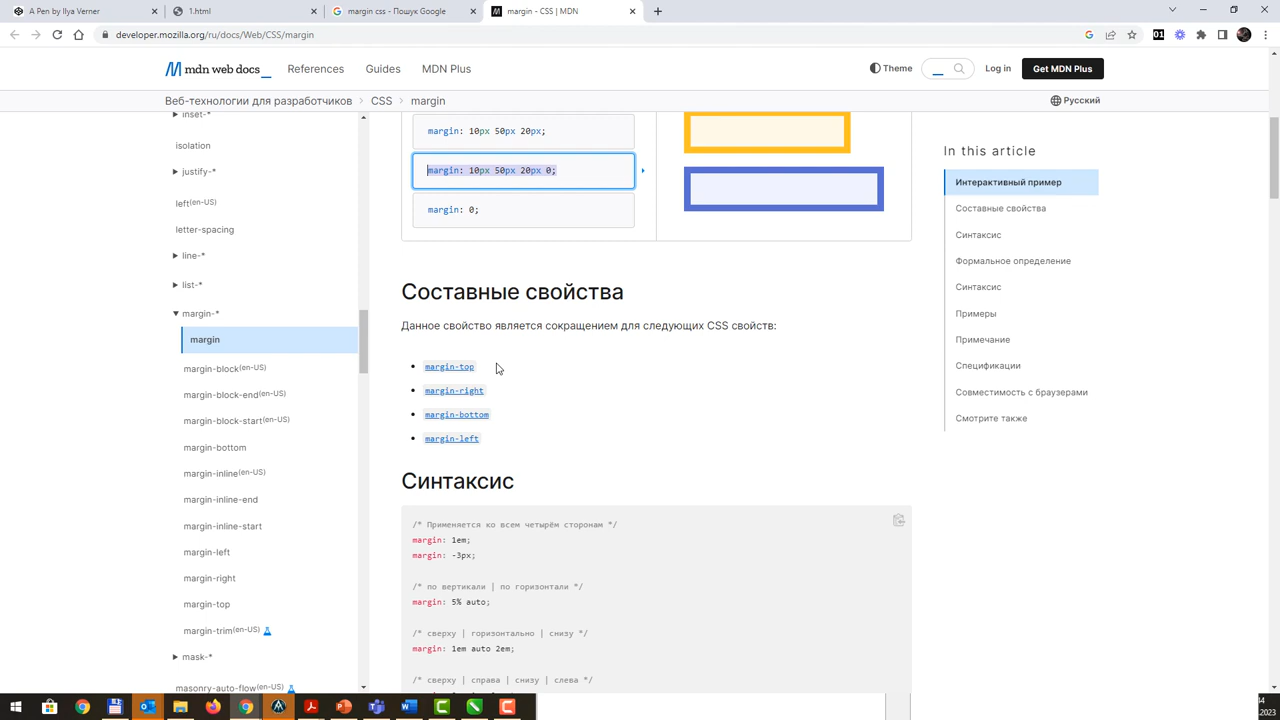 A Pen by Ilya Verner
1.html
margin css - Пошук Google
margin - CSS | MDN
developer.mozilla.org/ru/docs/Web/CSS/margin
mdn web docs_
References
Guides
MDN Plus
Theme
Log in
Get MDN Plus
Веб-технологии для разработчиков > CSS > margin
Русский
inset-*
isolation
justify-*
left(en-US)
letter-spacing
line-*
list-*
margin-*
margin
margin-block(en-US)
margin-block-end(en-US)
margin-block-start(en-US)
margin-bottom
margin-inline(en-US)
margin-inline-end
margin-inline-start
margin-left
margin-right
margin-top
margin-trim(en-US)
mask-*
masonry-auto-flow(en-US)
margin: 10px 50px 20px;
margin: 10px 50px 20px 0;
margin: 0;
Составные свойства
Данное свойство является сокращением для следующих CSS свойств:
• margin-top
• margin-right
• margin-bottom
• margin-left
Синтаксис
/* Применяется ко всем четырём сторонам */
margin: 1em;
margin: -3px;
/* по вертикали | по горизонтали */
margin: 5% auto;
/* сверху | горизонтально | снизу */
margin: 1em auto 2em;
/* сверху | справа | снизу | слева */
In this article
Интерактивный пример
Составные свойства
Синтаксис
Формальное определение
Синтаксис
Примеры
Примечание
Спецификации
Совместимость с браузерами
Смотрите также